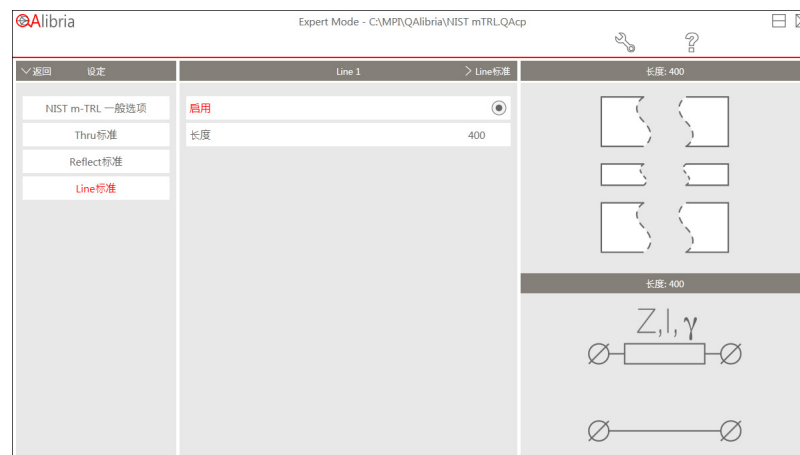 QAlibria
Expert Mode - C:\MPI\QAlibria\NIST mTRL.QAcp
返回 设定
Line 1
Line标准
长度: 400
NIST m-TRL 一般选项
Thru标准
Reflect标准
Line标准
启用
长度 400
长度: 400
Z,l,γ